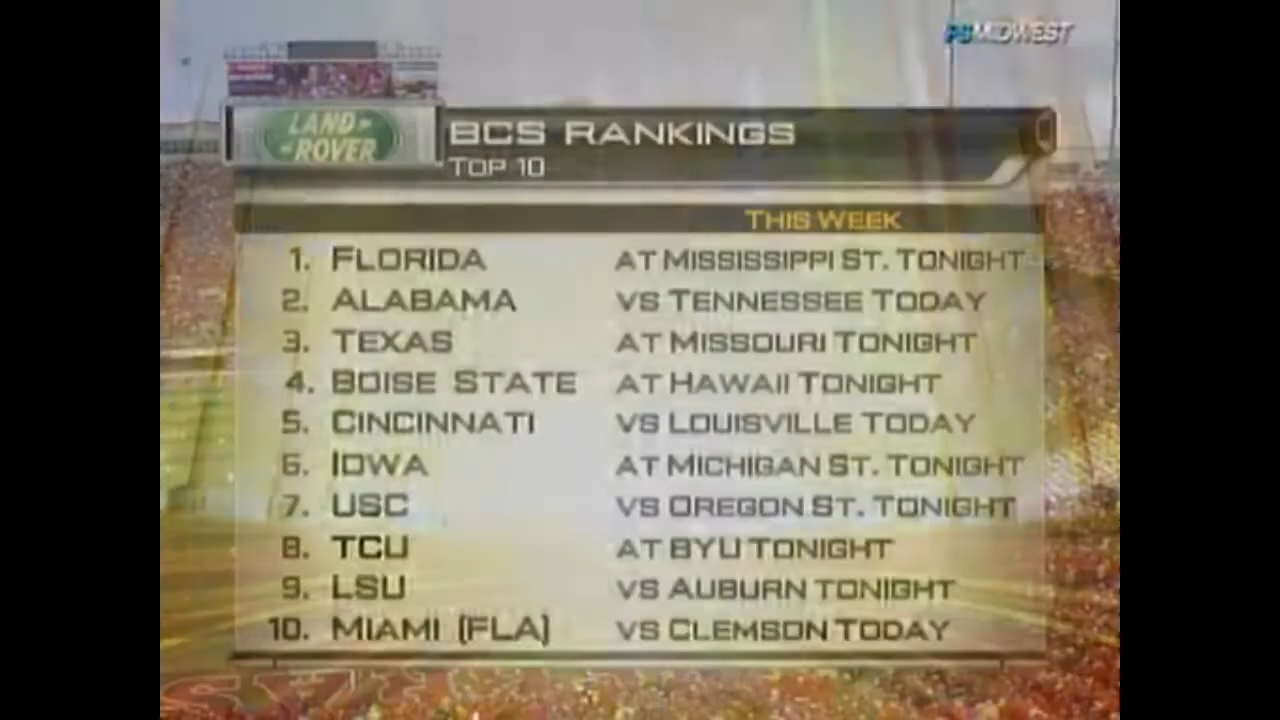 FS MIDWEST
LAND-
-ROVER
BCS RANKINGS
TOP 10
THIS WEEK
1. FLORIDA AT MISSISSIPPI ST. TONIGHT
2. ALABAMA VS TENNESSEE TODAY
3. TEXAS AT MISSOURI TONIGHT
4. BOISE STATE AT HAWAII TONIGHT
5. CINCINNATI VS LOUISVILLE TODAY
6. IOWA AT MICHIGAN ST. TONIGHT
7. USC VS OREGON ST. TONIGHT
8. TCU AT BYU TONIGHT
9. LSU VS AUBURN TONIGHT
10. MIAMI (FLA) VS CLEMSON TODAY